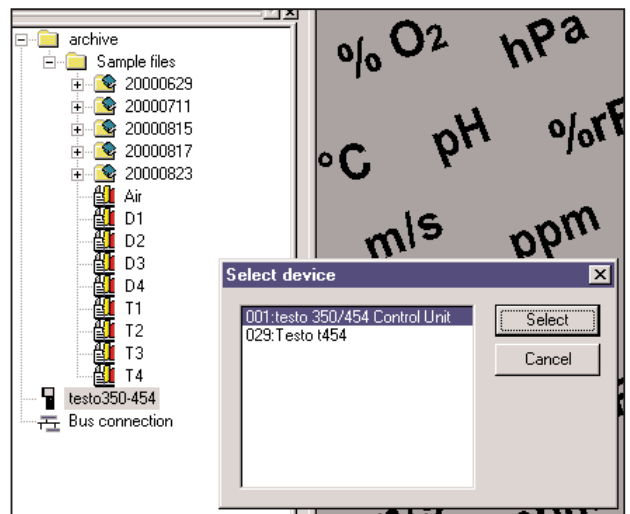 archive
Sample files
20000629
20000711
20000815
20000817
20000823
Air
D1
D2
D3
D4
T1
T2
T3
T4
testo350-454
Bus connection
% O2 hPa
°C pH %rF
m/s ppm
Select device
001:testo 350/454 Control Unit
029:Testo t454
Select
Cancel